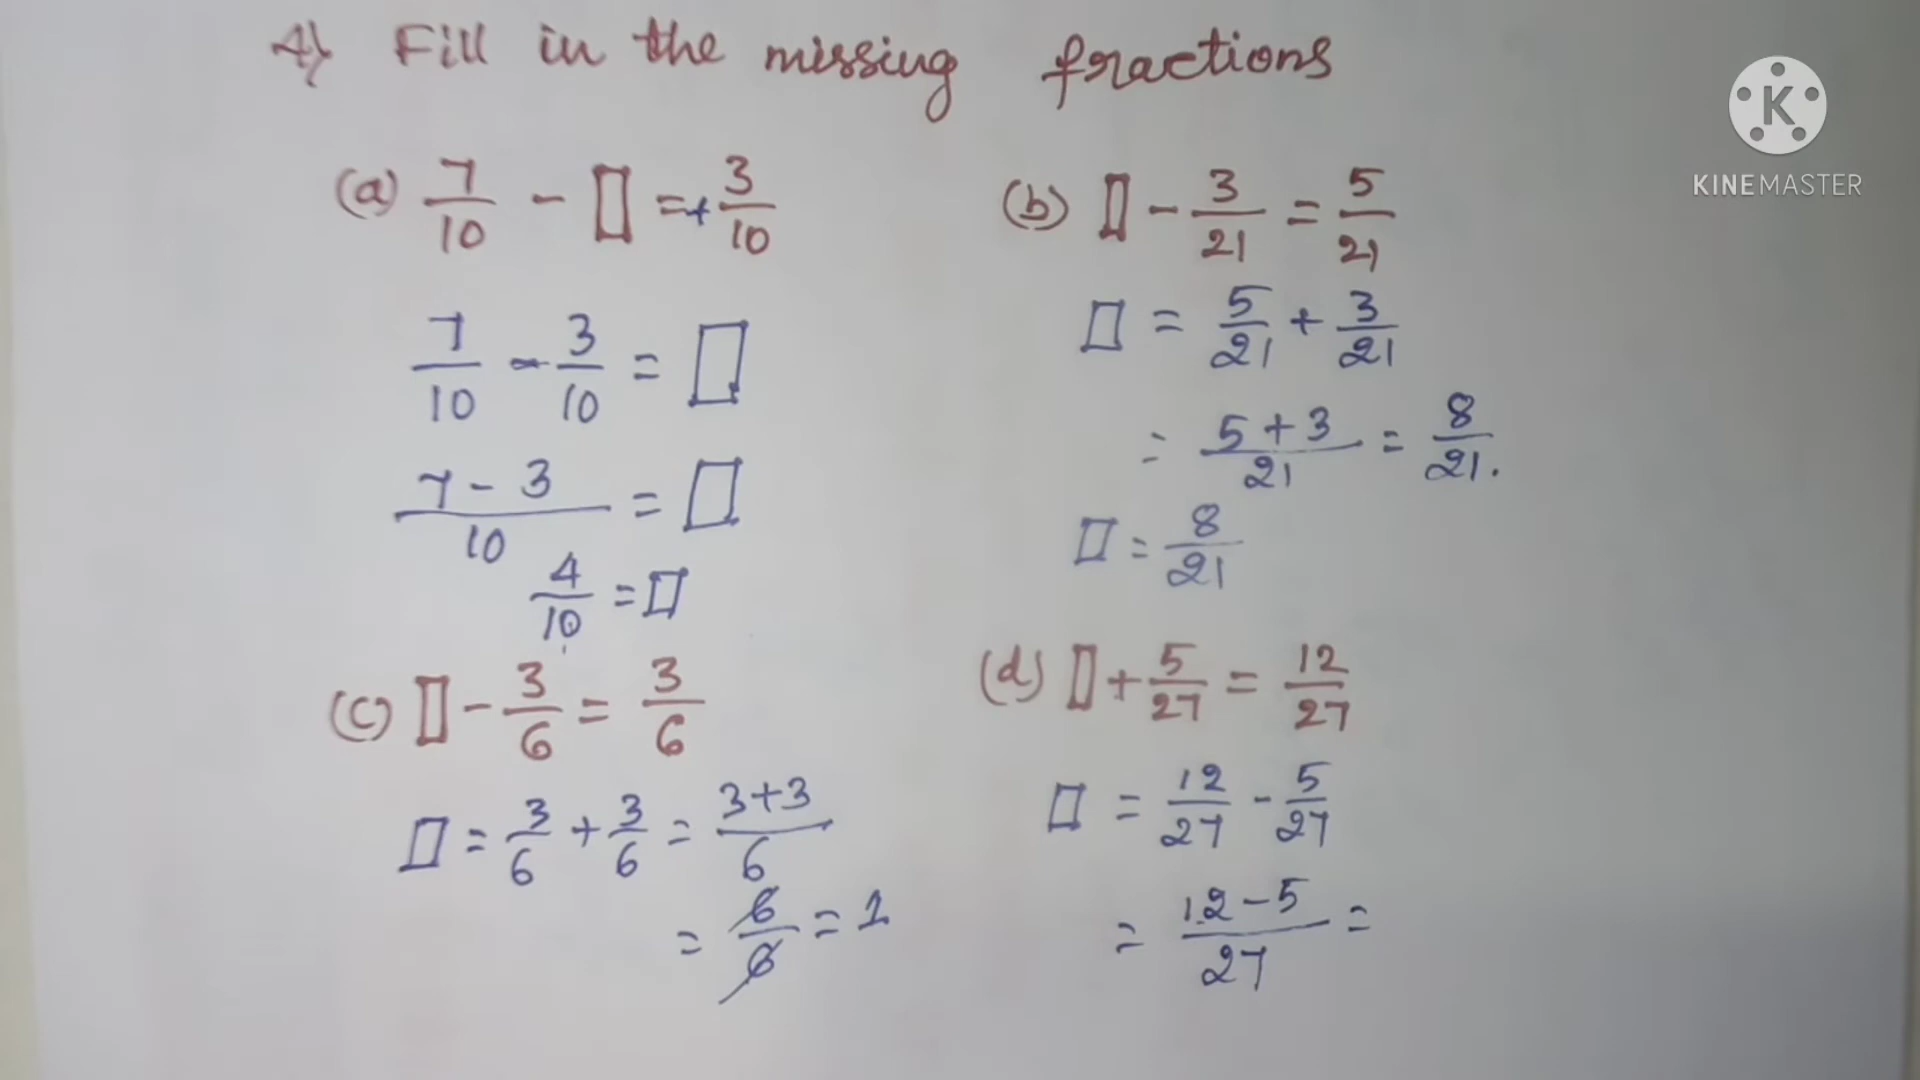 4) Fill in the missing fractions
K
KINEMASTER
(a) 7/10 - □ =+ 3/10
7/10 - 3/10 = □
7 - 3/10 = □
4/10 = □
(b) □ - 3/21 = 5/21
□ = 5/21 + 3/21
= 5+3/21 = 8/21.
□ = 8/21
(c) □ - 3/6 = 3/6
□ = 3/6 + 3/6 = 3+3/6
= 6/6 = 1
(d) □ + 5/27 = 12/27
□ = 12/27 - 5/27
= 12-5/27 =